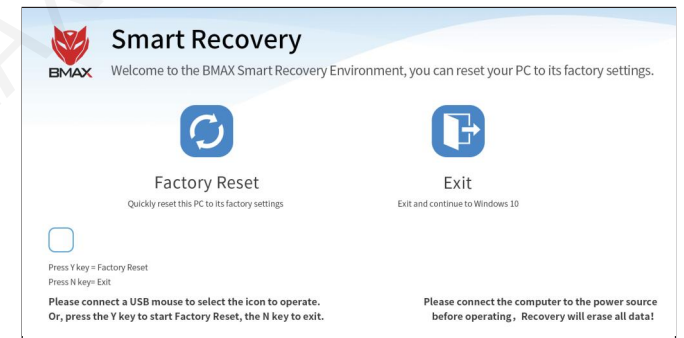 Smart Recovery
BMAX
Welcome to the BMAX Smart Recovery Environment, you can reset your PC to its factory settings.
Factory Reset
Quickly reset this PC to its factory settings
Exit
Exit and continue to Windows 10
Press Y key = Factory Reset
Press N key= Exit
Please connect a USB mouse to select the icon to operate.
Or, press the Y key to start Factory Reset, the N key to exit.
Please connect the computer to the power source
before operating，Recovery will erase all data!